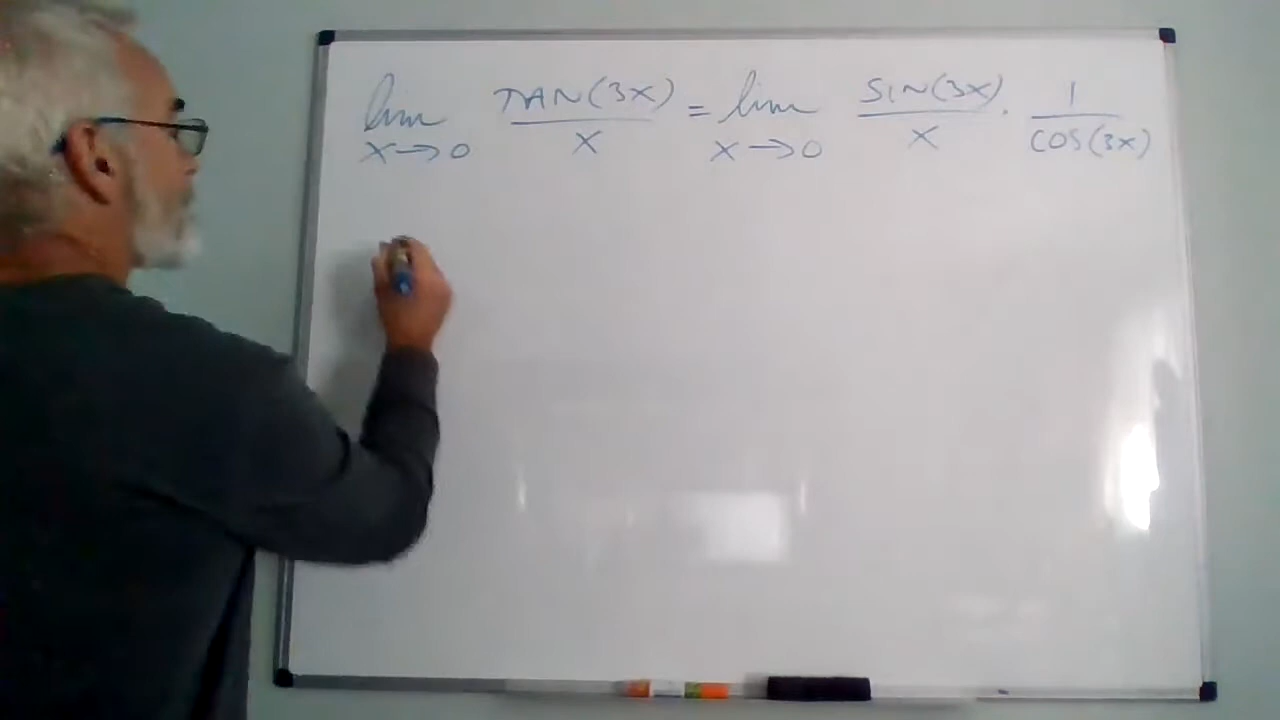 lim x→0 TAN(3x)/x = lim x→0 SIN(3x)/x · 1/COS(3x)